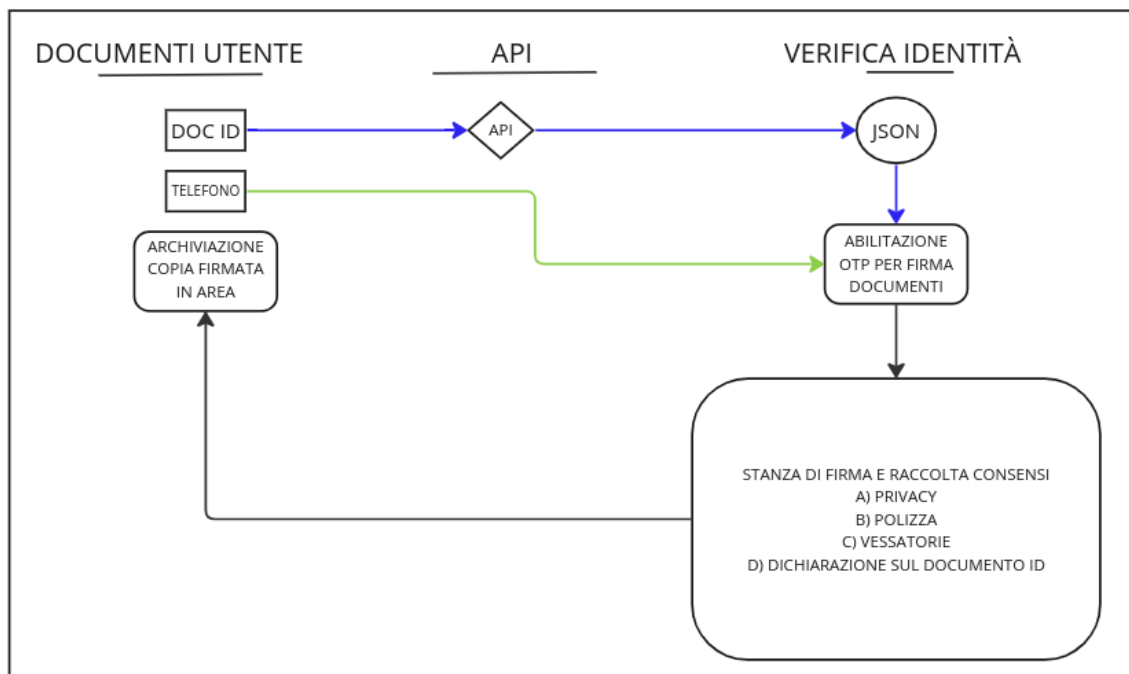 DOCUMENTI UTENTE
API
VERIFICA IDENTITÀ
DOC ID
API
JSON
TELEFONO
ARCHIVIAZIONE
COPIA FIRMATA
IN AREA
ABILITAZIONE
OTP PER FIRMA
DOCUMENTI
STANZA DI FIRMA E RACCOLTA CONSENSI
A) PRIVACY
B) POLIZZA
C) VESSATORIE
D) DICHIARAZIONE SUL DOCUMENTO ID